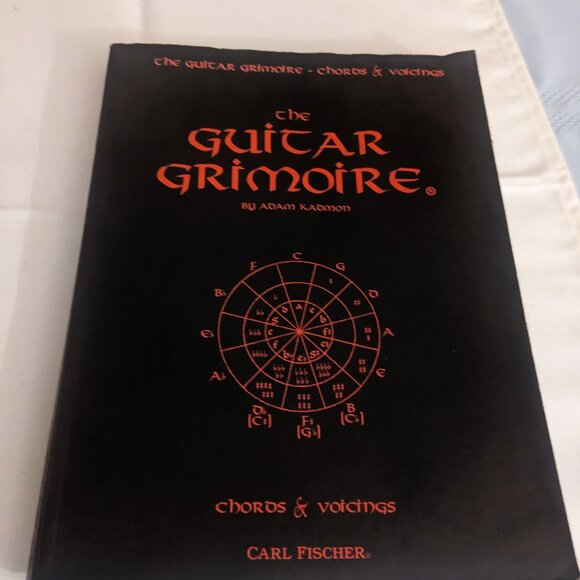 the guitar grimoire - chords & voicings
the
guitar
grimoire®
by adam kadmon
C
F G
B♭ D
E♭ A
A♭ E
D♭ F♯ B
[C♯] [G♭] [C♭]
chords & voicings
CARL FISCHER®